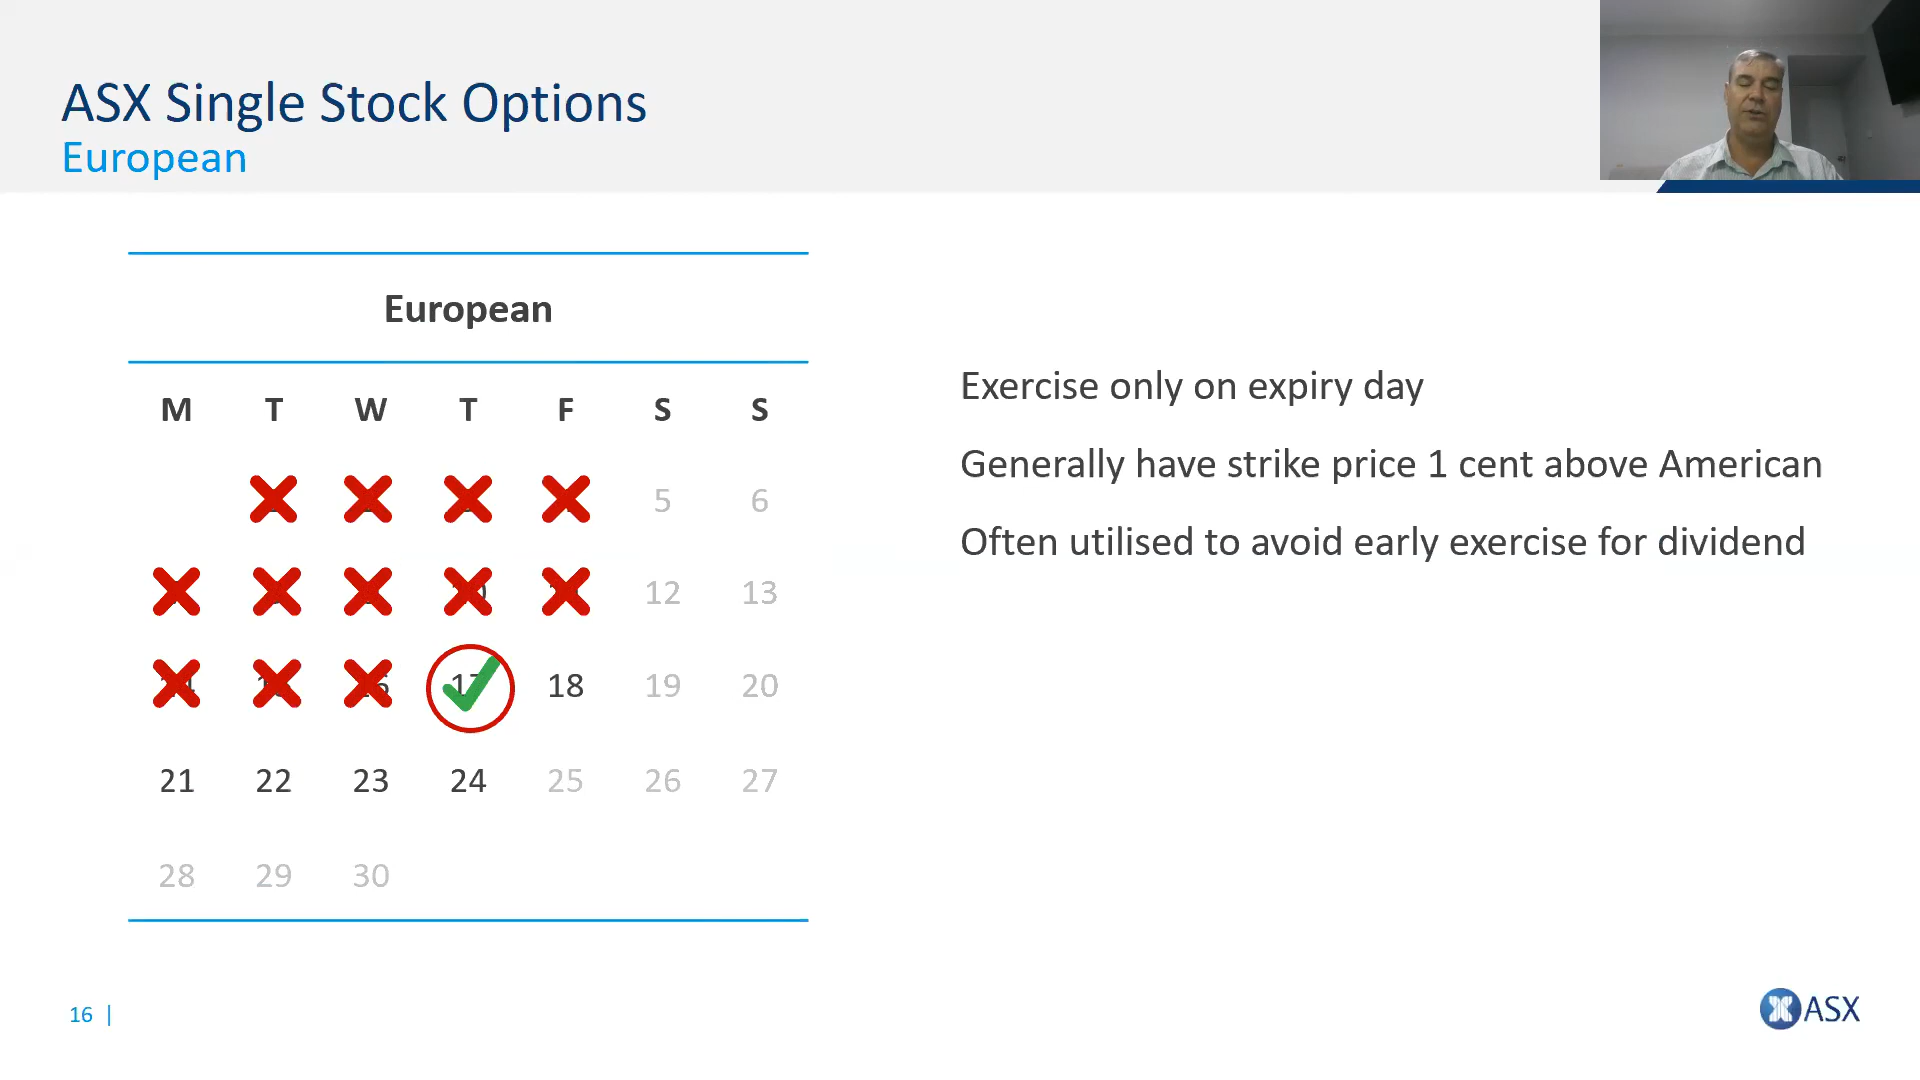 ASX Single Stock Options
European
European
M T W T F S S
5 6
12 13
17 18 19 20
21 22 23 24 25 26 27
28 29 30
Exercise only on expiry day
Generally have strike price 1 cent above American
Often utilised to avoid early exercise for dividend
16 |
ASX